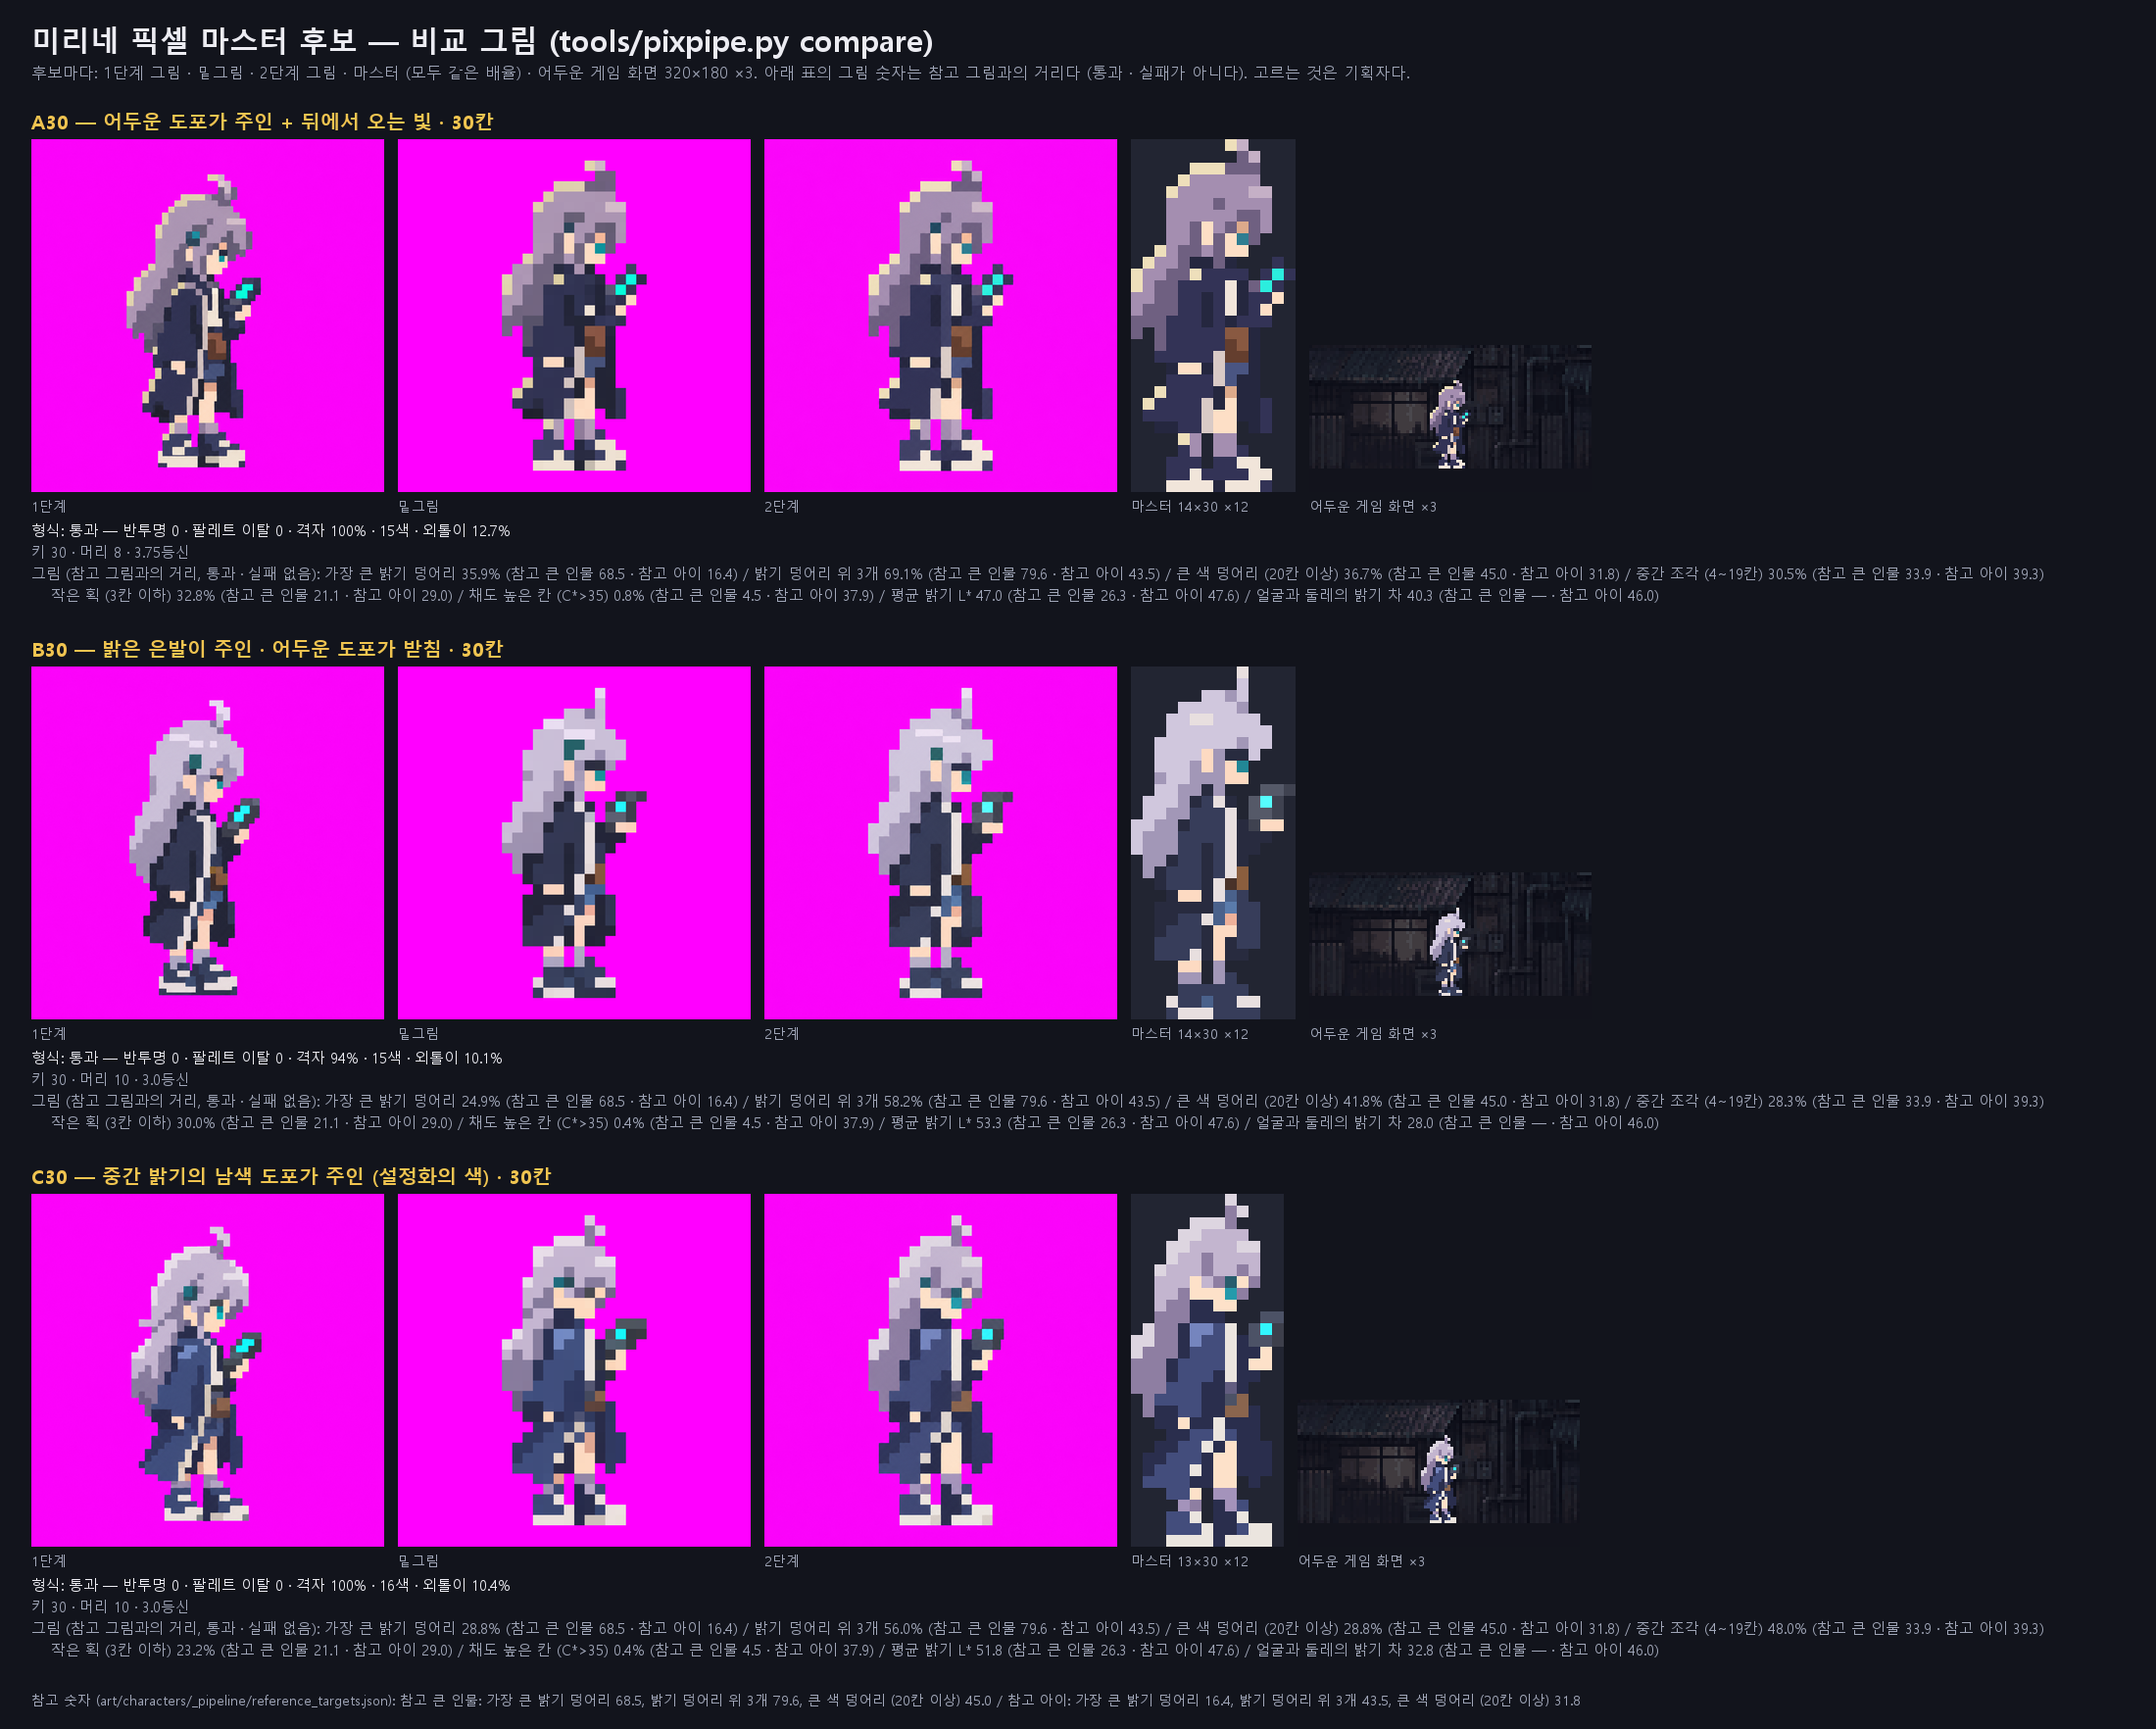 미리네 픽셀 마스터 후보 — 비교 그림 (tools/pixpipe.py compare)
후보마다: 1단계 그림 · 밑그림 · 2단계 그림 · 마스터 (모두 같은 배율) · 어두운 게임 화면 320×180 ×3. 아래 표의 그림 숫자는 참고 그림과의 거리다 (통과 · 실패가 아니다). 고르는 것은 기획자다.
A30 — 어두운 도포가 주인 + 뒤에서 오는 빛 · 30칸
1단계 밑그림 2단계 마스터 14×30 ×12 어두운 게임 화면 ×3
형식: 통과 — 반투명 0 · 팔레트 이탈 0 · 격자 100% · 15색 · 외톨이 12.7%
키 30 · 머리 8 · 3.75등신
그림 (참고 그림과의 거리, 통과 · 실패 없음): 가장 큰 밝기 덩어리 35.9% (참고 큰 인물 68.5 · 참고 아이 16.4) / 밝기 덩어리 위 3개 69.1% (참고 큰 인물 79.6 · 참고 아이 43.5) / 큰 색 덩어리 (20칸 이상) 36.7% (참고 큰 인물 45.0 · 참고 아이 31.8) / 중간 조각 (4~19칸) 30.5% (참고 큰 인물 33.9 · 참고 아이 39.3)
작은 획 (3칸 이하) 32.8% (참고 큰 인물 21.1 · 참고 아이 29.0) / 채도 높은 칸 (C*>35) 0.8% (참고 큰 인물 4.5 · 참고 아이 37.9) / 평균 밝기 L* 47.0 (참고 큰 인물 26.3 · 참고 아이 47.6) / 얼굴과 둘레의 밝기 차 40.3 (참고 큰 인물 — · 참고 아이 46.0)
B30 — 밝은 은발이 주인 · 어두운 도포가 받침 · 30칸
1단계 밑그림 2단계 마스터 14×30 ×12 어두운 게임 화면 ×3
형식: 통과 — 반투명 0 · 팔레트 이탈 0 · 격자 94% · 15색 · 외톨이 10.1%
키 30 · 머리 10 · 3.0등신
그림 (참고 그림과의 거리, 통과 · 실패 없음): 가장 큰 밝기 덩어리 24.9% (참고 큰 인물 68.5 · 참고 아이 16.4) / 밝기 덩어리 위 3개 58.2% (참고 큰 인물 79.6 · 참고 아이 43.5) / 큰 색 덩어리 (20칸 이상) 41.8% (참고 큰 인물 45.0 · 참고 아이 31.8) / 중간 조각 (4~19칸) 28.3% (참고 큰 인물 33.9 · 참고 아이 39.3)
작은 획 (3칸 이하) 30.0% (참고 큰 인물 21.1 · 참고 아이 29.0) / 채도 높은 칸 (C*>35) 0.4% (참고 큰 인물 4.5 · 참고 아이 37.9) / 평균 밝기 L* 53.3 (참고 큰 인물 26.3 · 참고 아이 47.6) / 얼굴과 둘레의 밝기 차 28.0 (참고 큰 인물 — · 참고 아이 46.0)
C30 — 중간 밝기의 남색 도포가 주인 (설정화의 색) · 30칸
1단계 밑그림 2단계 마스터 13×30 ×12 어두운 게임 화면 ×3
형식: 통과 — 반투명 0 · 팔레트 이탈 0 · 격자 100% · 16색 · 외톨이 10.4%
키 30 · 머리 10 · 3.0등신
그림 (참고 그림과의 거리, 통과 · 실패 없음): 가장 큰 밝기 덩어리 28.8% (참고 큰 인물 68.5 · 참고 아이 16.4) / 밝기 덩어리 위 3개 56.0% (참고 큰 인물 79.6 · 참고 아이 43.5) / 큰 색 덩어리 (20칸 이상) 28.8% (참고 큰 인물 45.0 · 참고 아이 31.8) / 중간 조각 (4~19칸) 48.0% (참고 큰 인물 33.9 · 참고 아이 39.3)
작은 획 (3칸 이하) 23.2% (참고 큰 인물 21.1 · 참고 아이 29.0) / 채도 높은 칸 (C*>35) 0.4% (참고 큰 인물 4.5 · 참고 아이 37.9) / 평균 밝기 L* 51.8 (참고 큰 인물 26.3 · 참고 아이 47.6) / 얼굴과 둘레의 밝기 차 32.8 (참고 큰 인물 — · 참고 아이 46.0)
참고 숫자 (art/characters/_pipeline/reference_targets.json): 참고 큰 인물: 가장 큰 밝기 덩어리 68.5, 밝기 덩어리 위 3개 79.6, 큰 색 덩어리 (20칸 이상) 45.0 / 참고 아이: 가장 큰 밝기 덩어리 16.4, 밝기 덩어리 위 3개 43.5, 큰 색 덩어리 (20칸 이상) 31.8